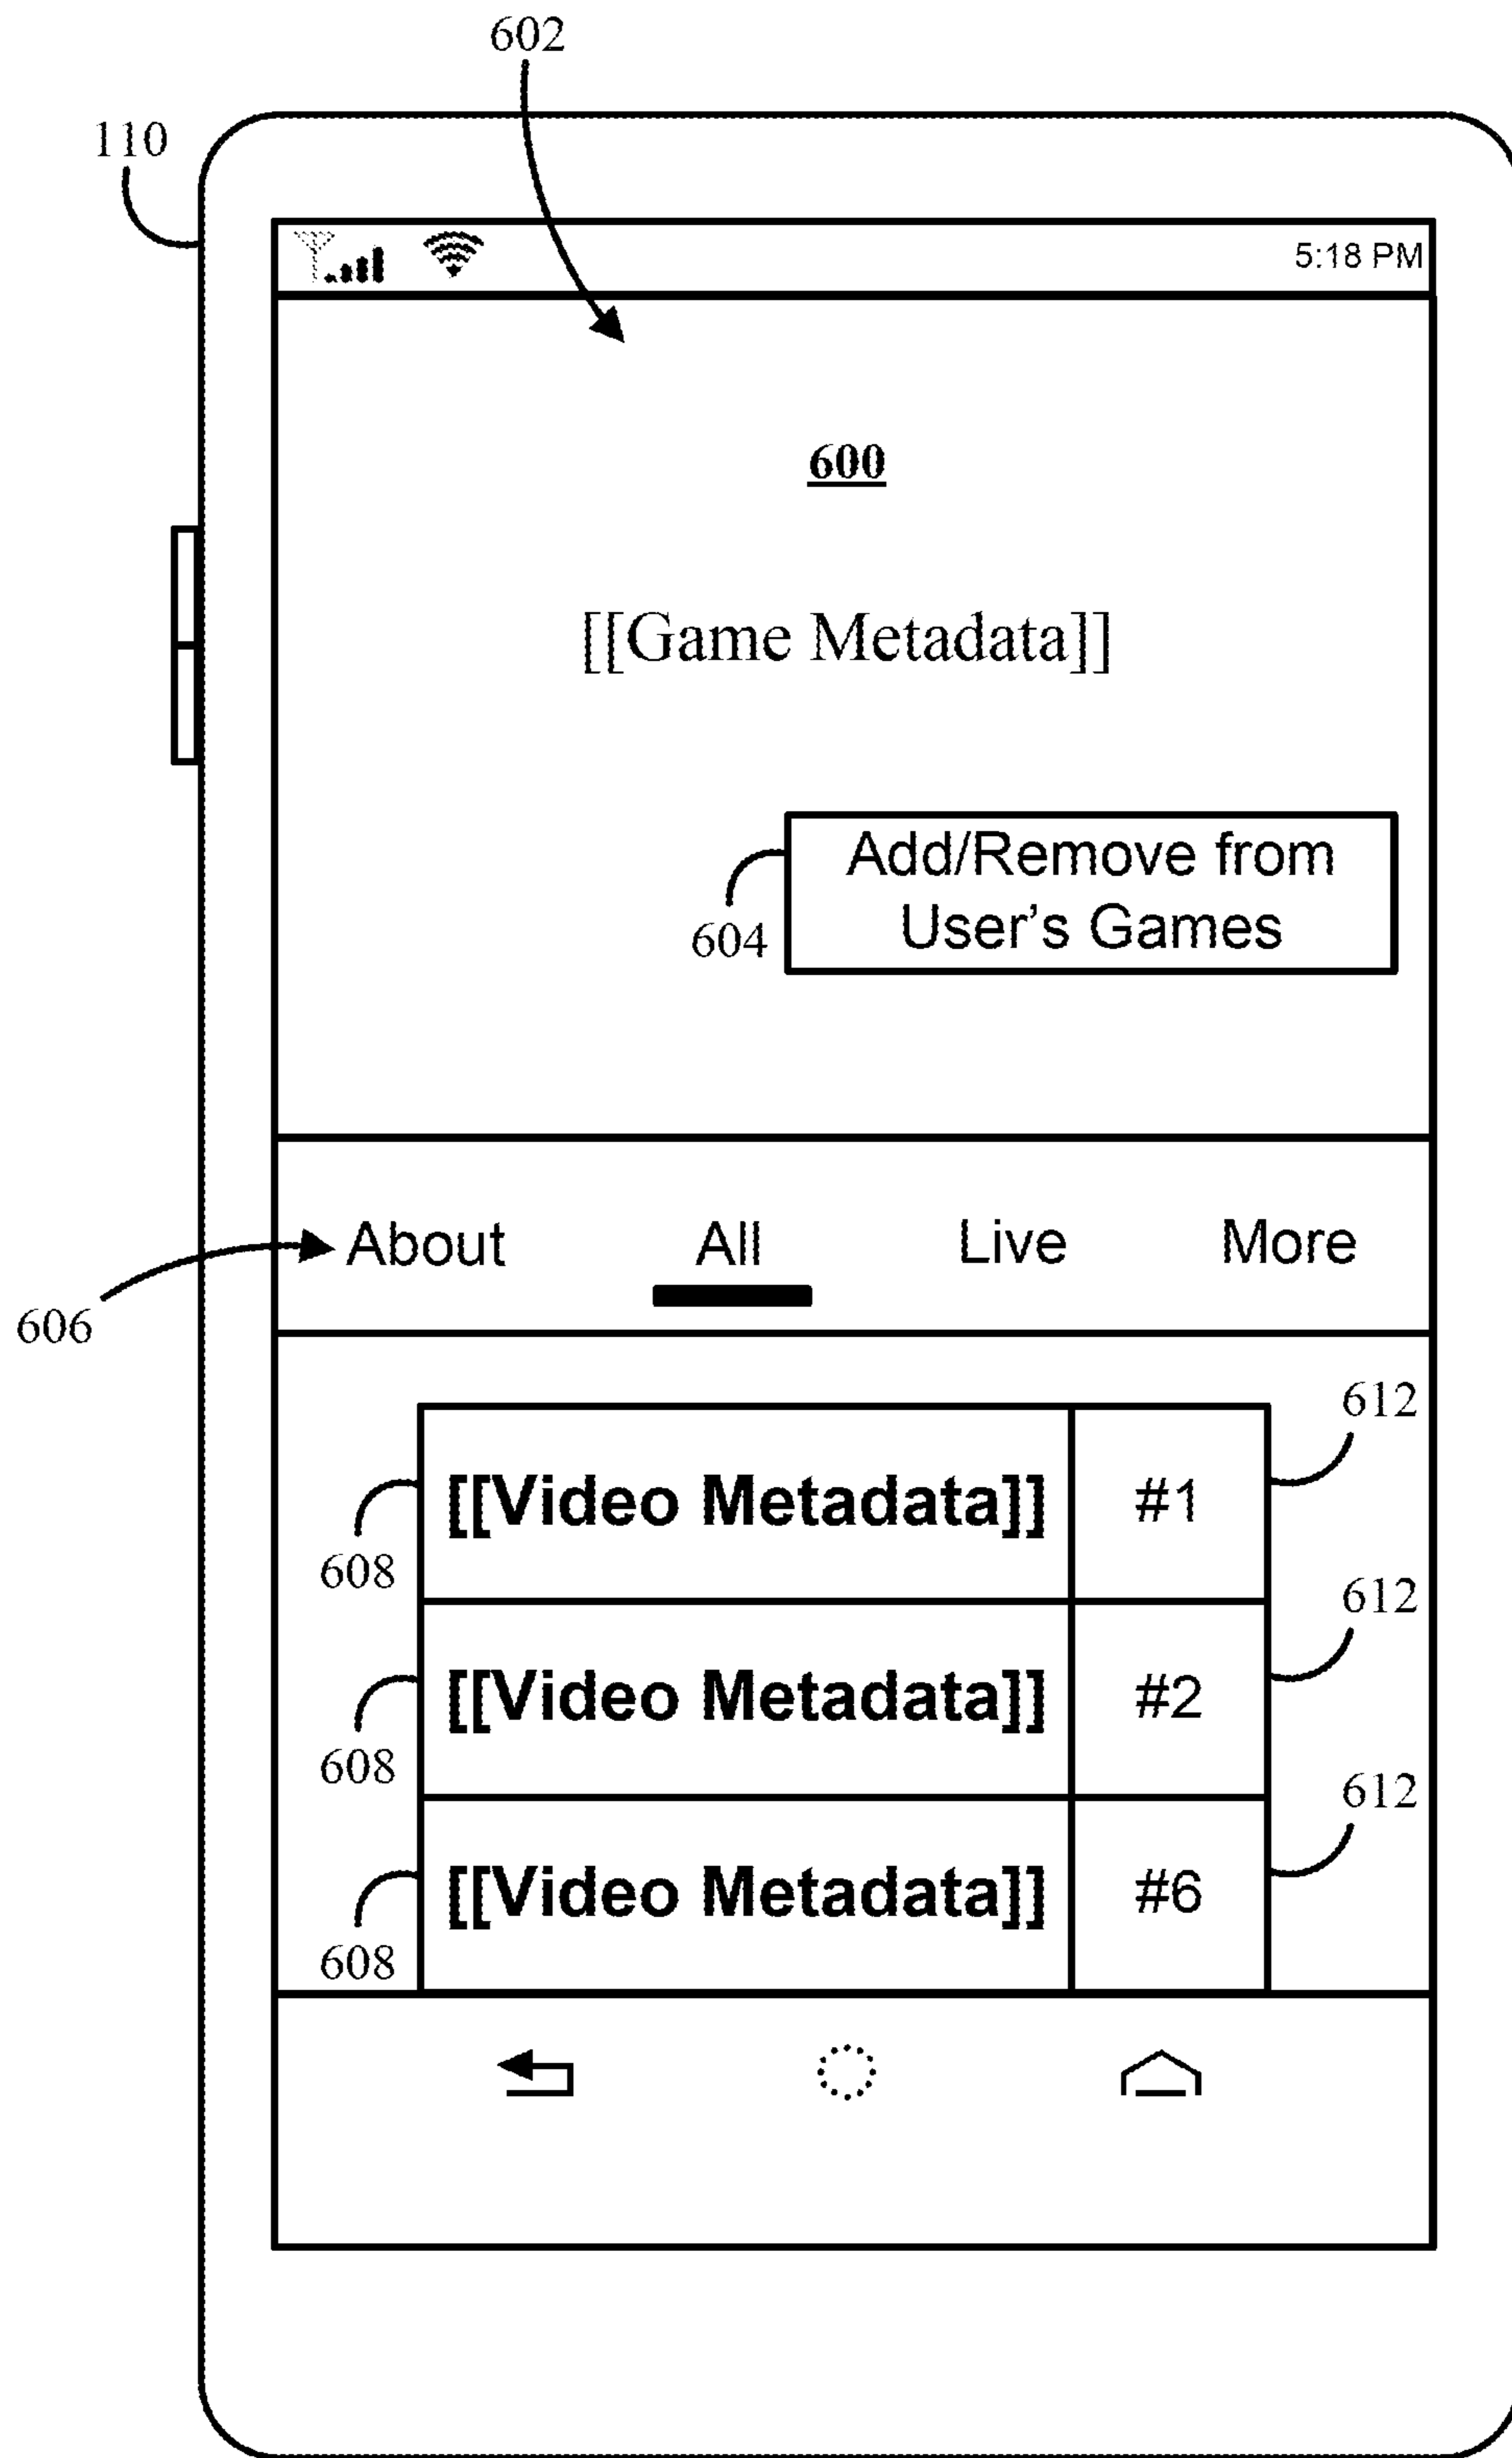 602
110
5:18 PM
600
[[Game Metadata]]
Add/Remove from
User's Games
604
About All Live More
606
612
[[Video Metadata]] #1
608
612
[[Video Metadata]] #2
608
612
[[Video Metadata]] #6
608